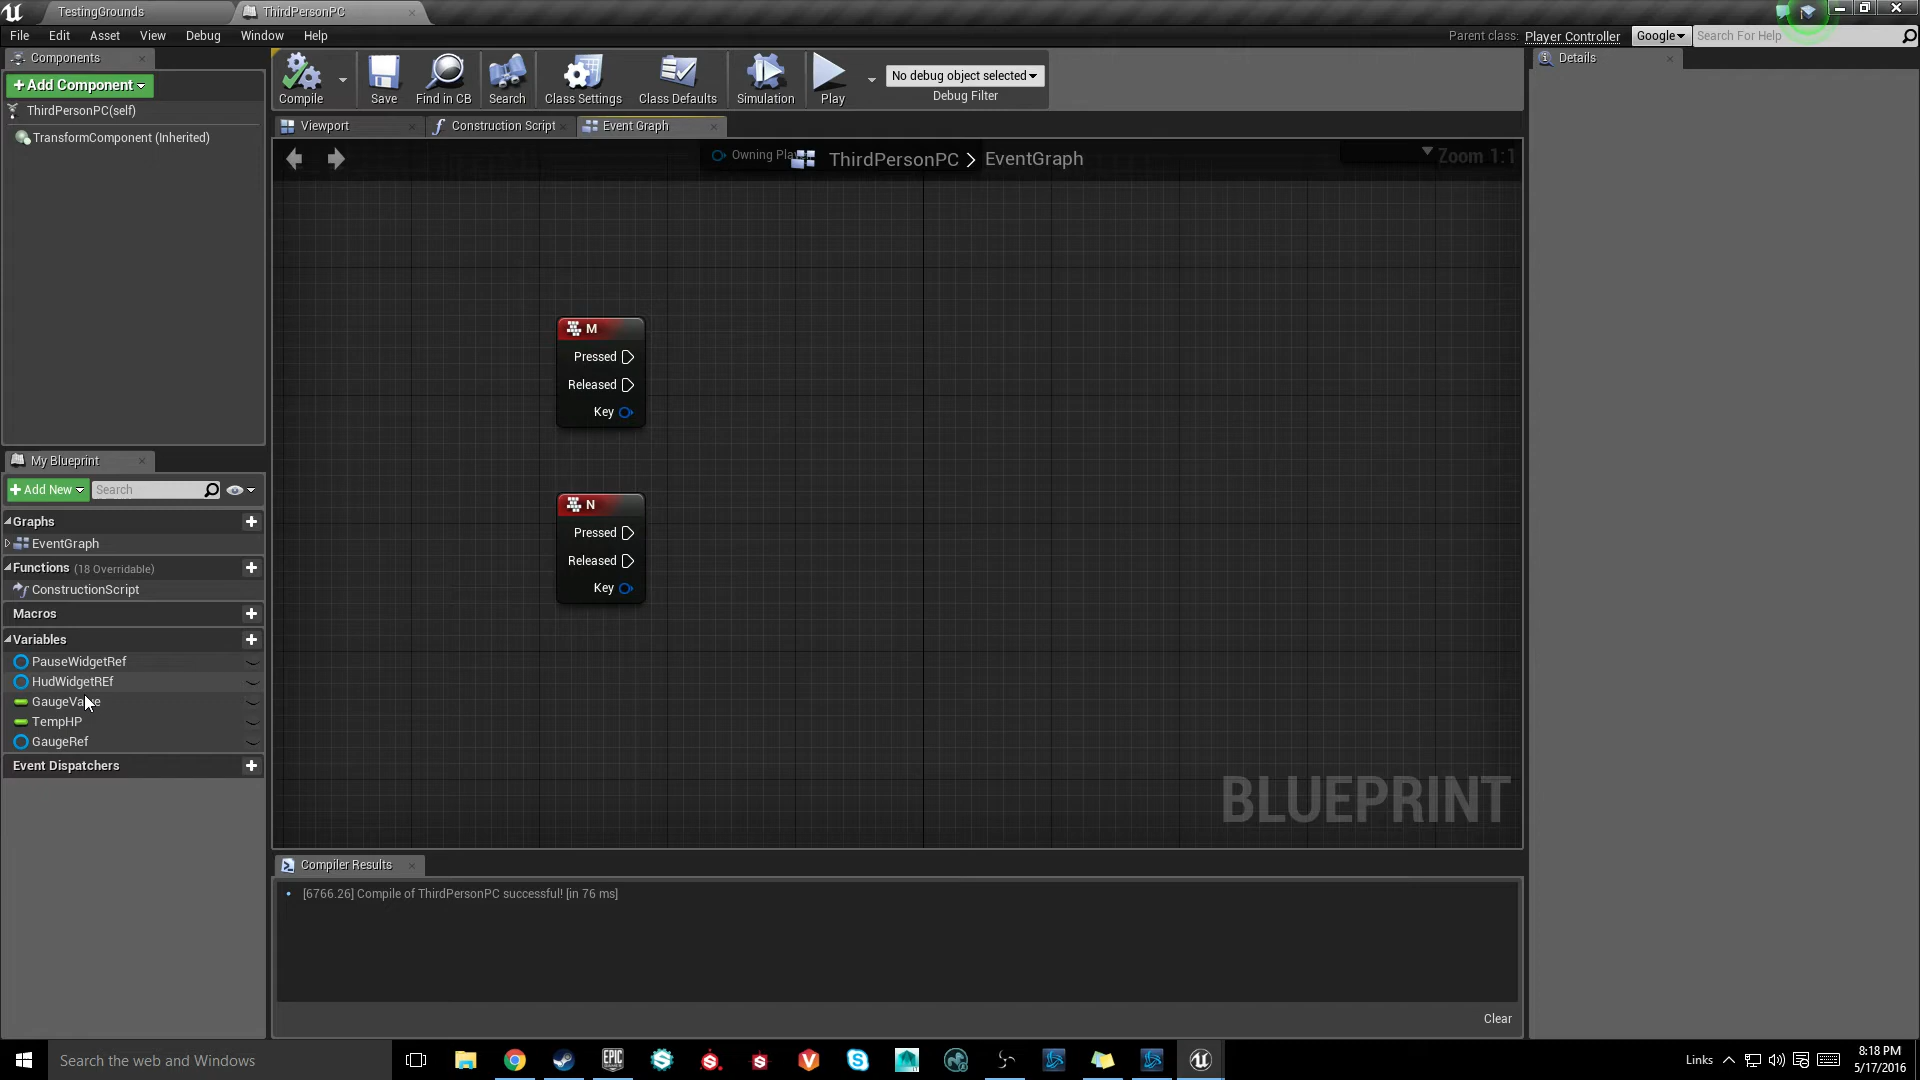 TestingGrounds
ThirdPersonPC
File Edit Asset View Debug Window Help
Parent class: Player Controller Google Search For Help
Components
Add Component
ThirdPersonPC(self)
TransformComponent (Inherited)
Compile Save Find in CB Search Class Settings Class Defaults Simulation Play
No debug object selected
Debug Filter
Details
Viewport Construction Script Event Graph
Owning
ThirdPersonPC > EventGraph
Zoom 1:1
M
Pressed
Released
Key
N
Pressed
Released
Key
BLUEPRINT
My Blueprint
Add New Search
Graphs
EventGraph
Functions (18 Overridable)
ConstructionScript
Macros
Variables
PauseWidgetRef
HudWidgetREf
TempHP
GaugeRef
Event Dispatchers
Compiler Results
[6766.26] Compile of ThirdPersonPC successful! [in 76 ms]
Clear
Search the web and Windows
EPIC GAMES
Links
8:18 PM
5/17/2016